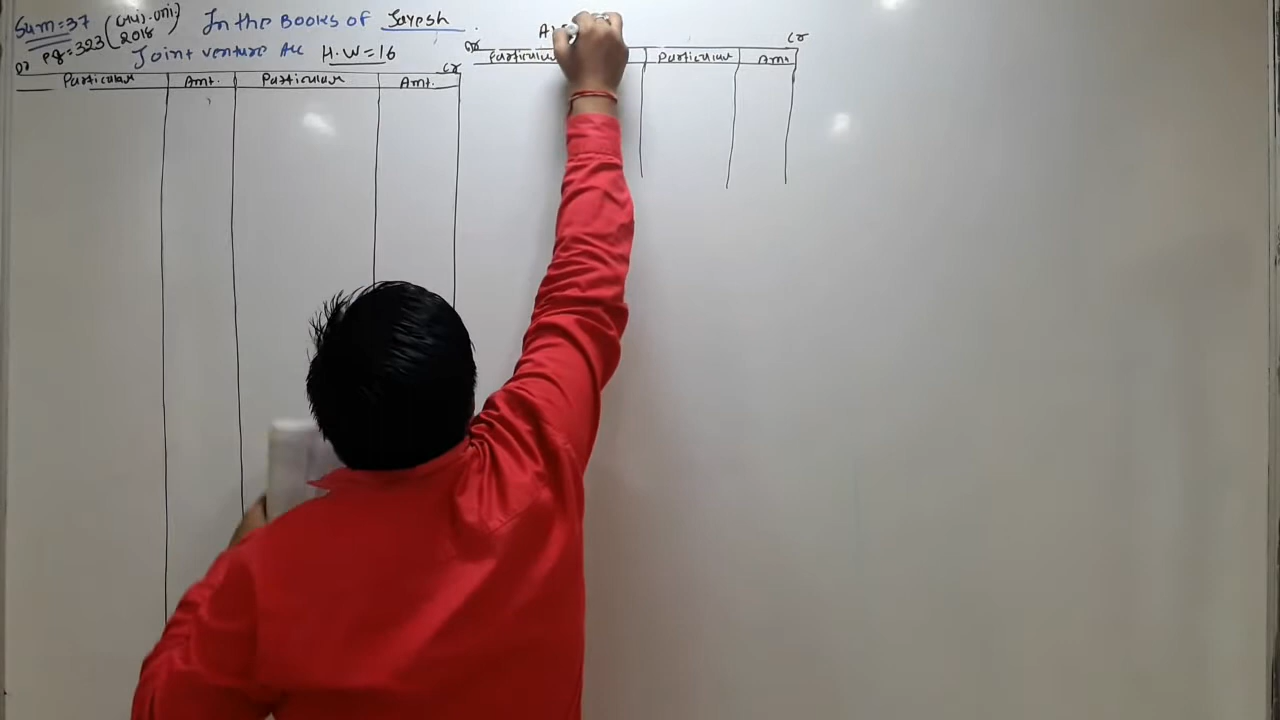 Sum=37
Pg=323 (Guj.uni) 2018
In the Books of Jayesh
Joint venture A/c H.W=16
Dr Cr
Particular Amt. Particular Amt.
A
Dr Cr
Particular Particular Amt